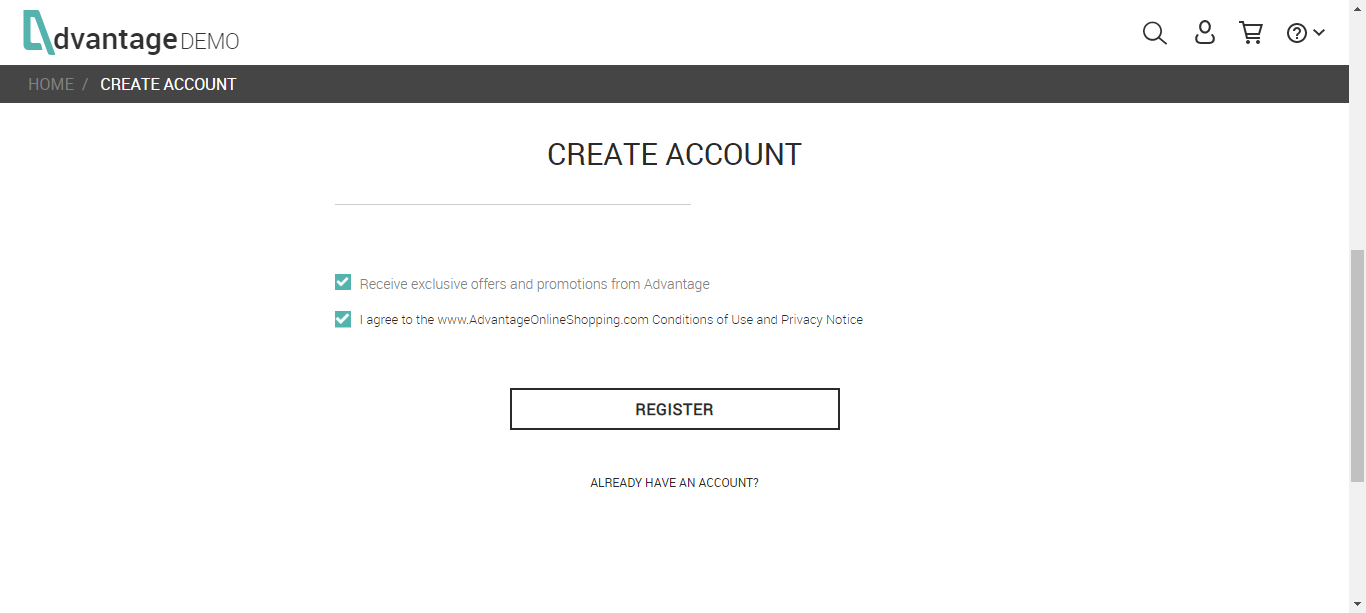 dvantage DEMO
HOME / CREATE ACCOUNT
CREATE ACCOUNT
Receive exclusive offers and promotions from Advantage
I agree to the www.AdvantageOnlineShopping.com Conditions of Use and Privacy Notice
REGISTER
ALREADY HAVE AN ACCOUNT?